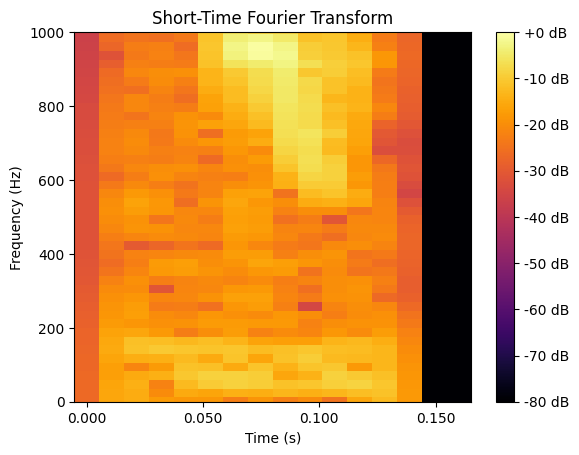 Short-Time Fourier Transform
1000
800
600
400
200
0
Frequency (Hz)
0.000
0.050
0.100
0.150
Time (s)
+0 dB
-10 dB
-20 dB
-30 dB
-40 dB
-50 dB
-60 dB
-70 dB
-80 dB